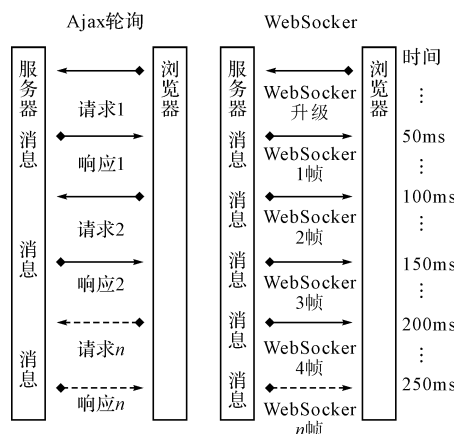 Ajax轮询
WebSocker
服务器
消息
消息
消息
浏览器
请求1
响应1
请求2
响应2
请求n
响应n
服务器
消息
消息
消息
消息
消息
浏览器
WebSocker
升级
WebSocker
1帧
WebSocker
2帧
WebSocker
3帧
WebSocker
4帧
WebSocker
n帧
时间
⋮
50ms
⋮
100ms
⋮
150ms
⋮
200ms
⋮
250ms